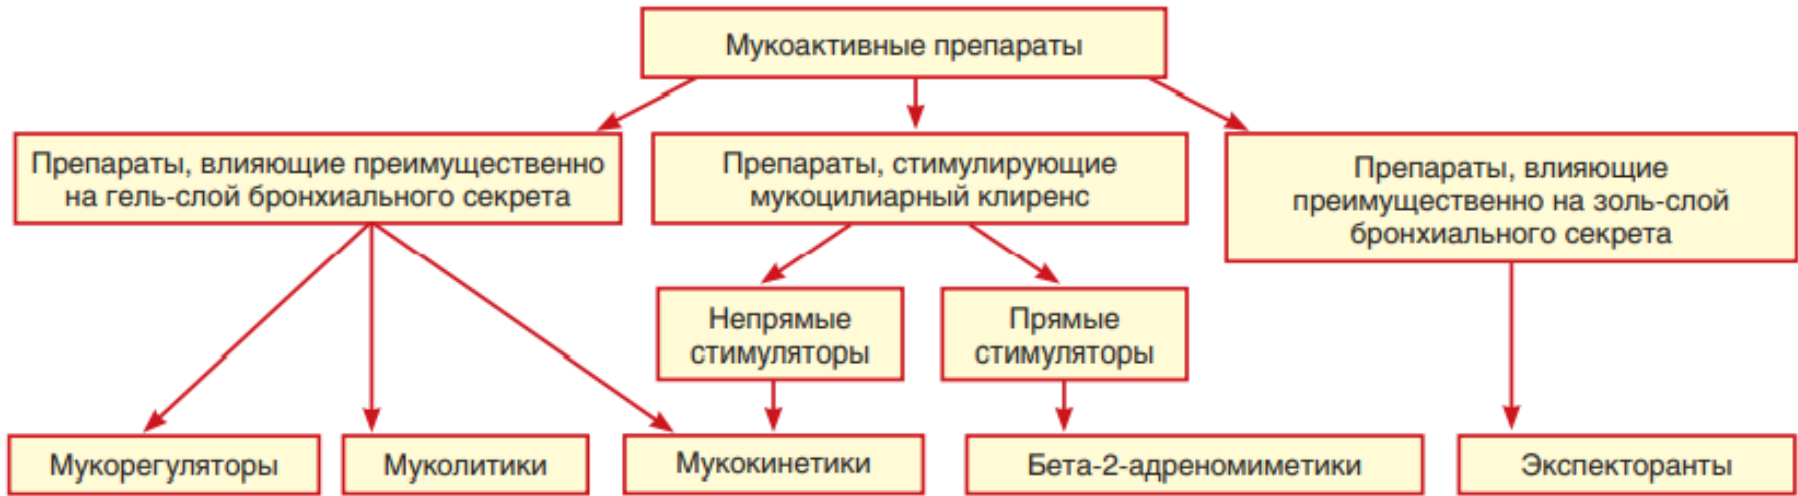 Мукоактивные препараты
Препараты, влияющие преимущественно
на гель-слой бронхиального секрета
Препараты, стимулирующие
мукоцилиарный клиренс
Препараты, влияющие
преимущественно на золь-слой
бронхиального секрета
Непрямые
стимуляторы
Прямые
стимуляторы
Мукорегуляторы
Муколитики
Мукокинетики
Бета-2-адреномиметики
Экспекторанты